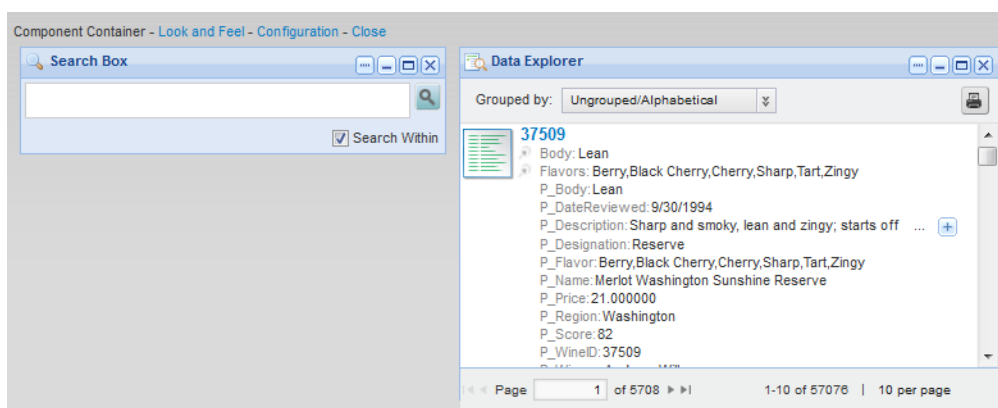 Component Container - Look and Feel - Configuration - Close
Search Box
Search Within
Data Explorer
Grouped by: Ungrouped/Alphabetical
37509
Body: Lean
Flavors: Berry,Black Cherry,Cherry,Sharp,Tart,Zingy
P_Body: Lean
P_DateReviewed: 9/30/1994
P_Description: Sharp and smoky, lean and zingy; starts off ...
P_Designation: Reserve
P_Flavor: Berry,Black Cherry,Cherry,Sharp,Tart,Zingy
P_Name: Merlot Washington Sunshine Reserve
P_Price: 21.000000
P_Region: Washington
P_Score: 82
P_WineID: 37509
Page 1 of 5708 1-10 of 57076 | 10 per page